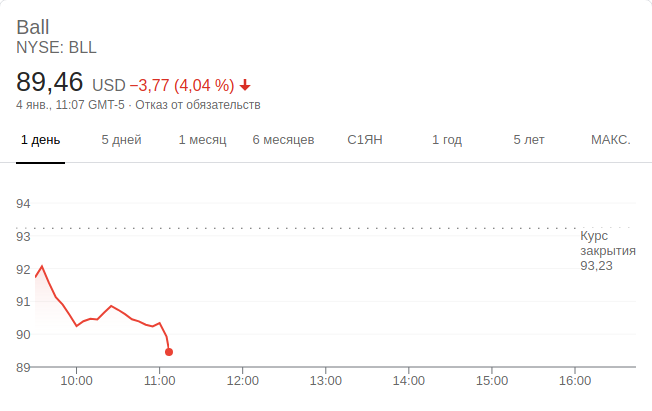 Ball
NYSE: BLL
89,46 USD −3,77 (4,04 %)
4 янв., 11:07 GMT-5 · Отказ от обязательств
1 день 5 дней 1 месяц 6 месяцев С1ЯН 1 год 5 лет МАКС.
94
93
Курс
закрытия
93,23
92
91
90
89
10:00 11:00 12:00 13:00 14:00 15:00 16:00